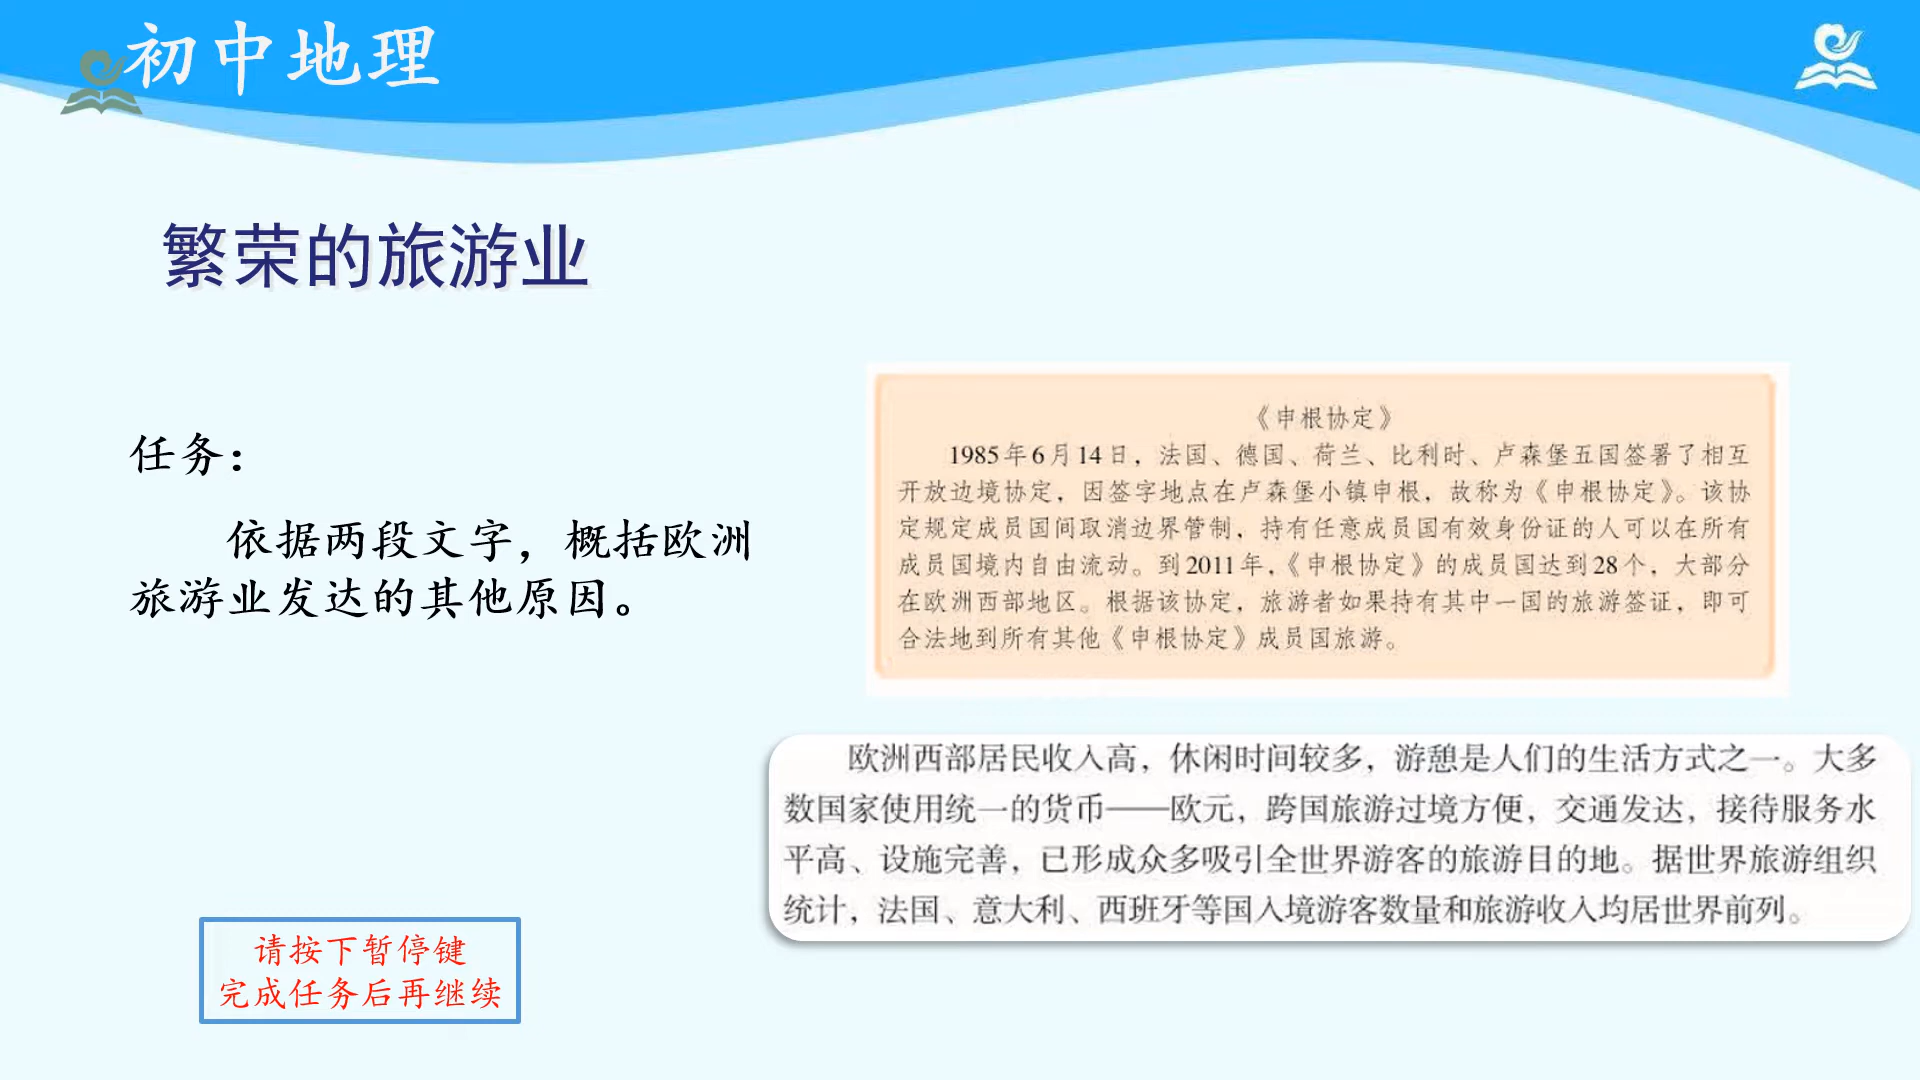 初中地理
繁荣的旅游业
任务：
依据两段文字，概括欧洲
旅游业发达的其他原因。
《申根协定》
1985年6月14日，法国、德国、荷兰、比利时、卢森堡五国签署了相互
开放边境协定，因签字地点在卢森堡小镇申根，故称为《申根协定》。该协
定规定成员国间取消边界管制，持有任意成员国有效身份证的人可以在所有
成员国境内自由流动。到2011年，《申根协定》的成员国达到28个，大部分
在欧洲西部地区。根据该协定，旅游者如果持有其中一国的旅游签证，即可
合法地到所有其他《申根协定》成员国旅游。
欧洲西部居民收入高，休闲时间较多，游憩是人们的生活方式之一。大多
数国家使用统一的货币——欧元，跨国旅游过境方便，交通发达，接待服务水
平高、设施完善，已形成众多吸引全世界游客的旅游目的地。据世界旅游组织
统计，法国、意大利、西班牙等国入境游客数量和旅游收入均居世界前列。
请按下暂停键
完成任务后再继续